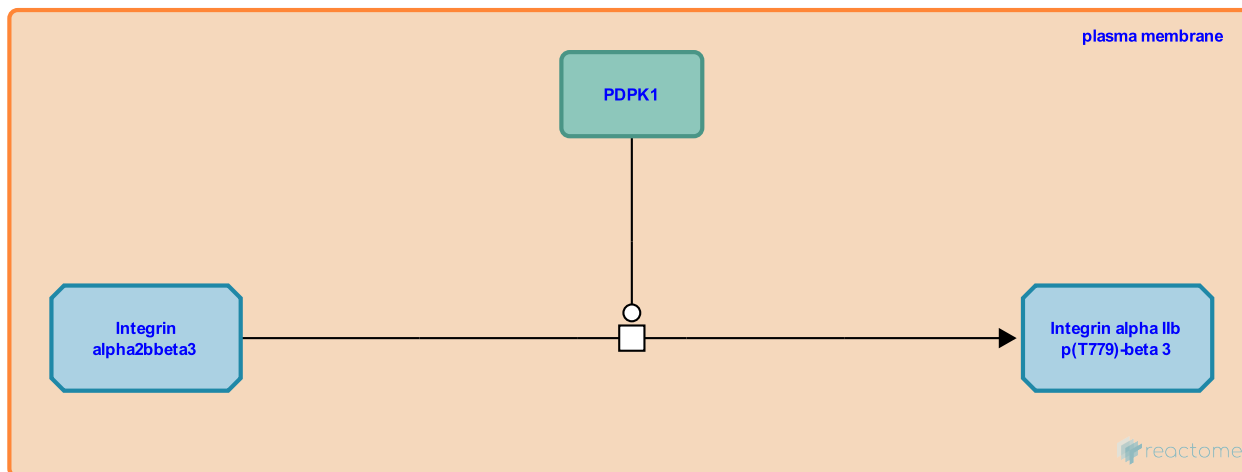 plasma membrane
PDPK1
Integrin
alpha2bbeta3
Integrin alpha IIb
p(T779)-beta 3
reactome